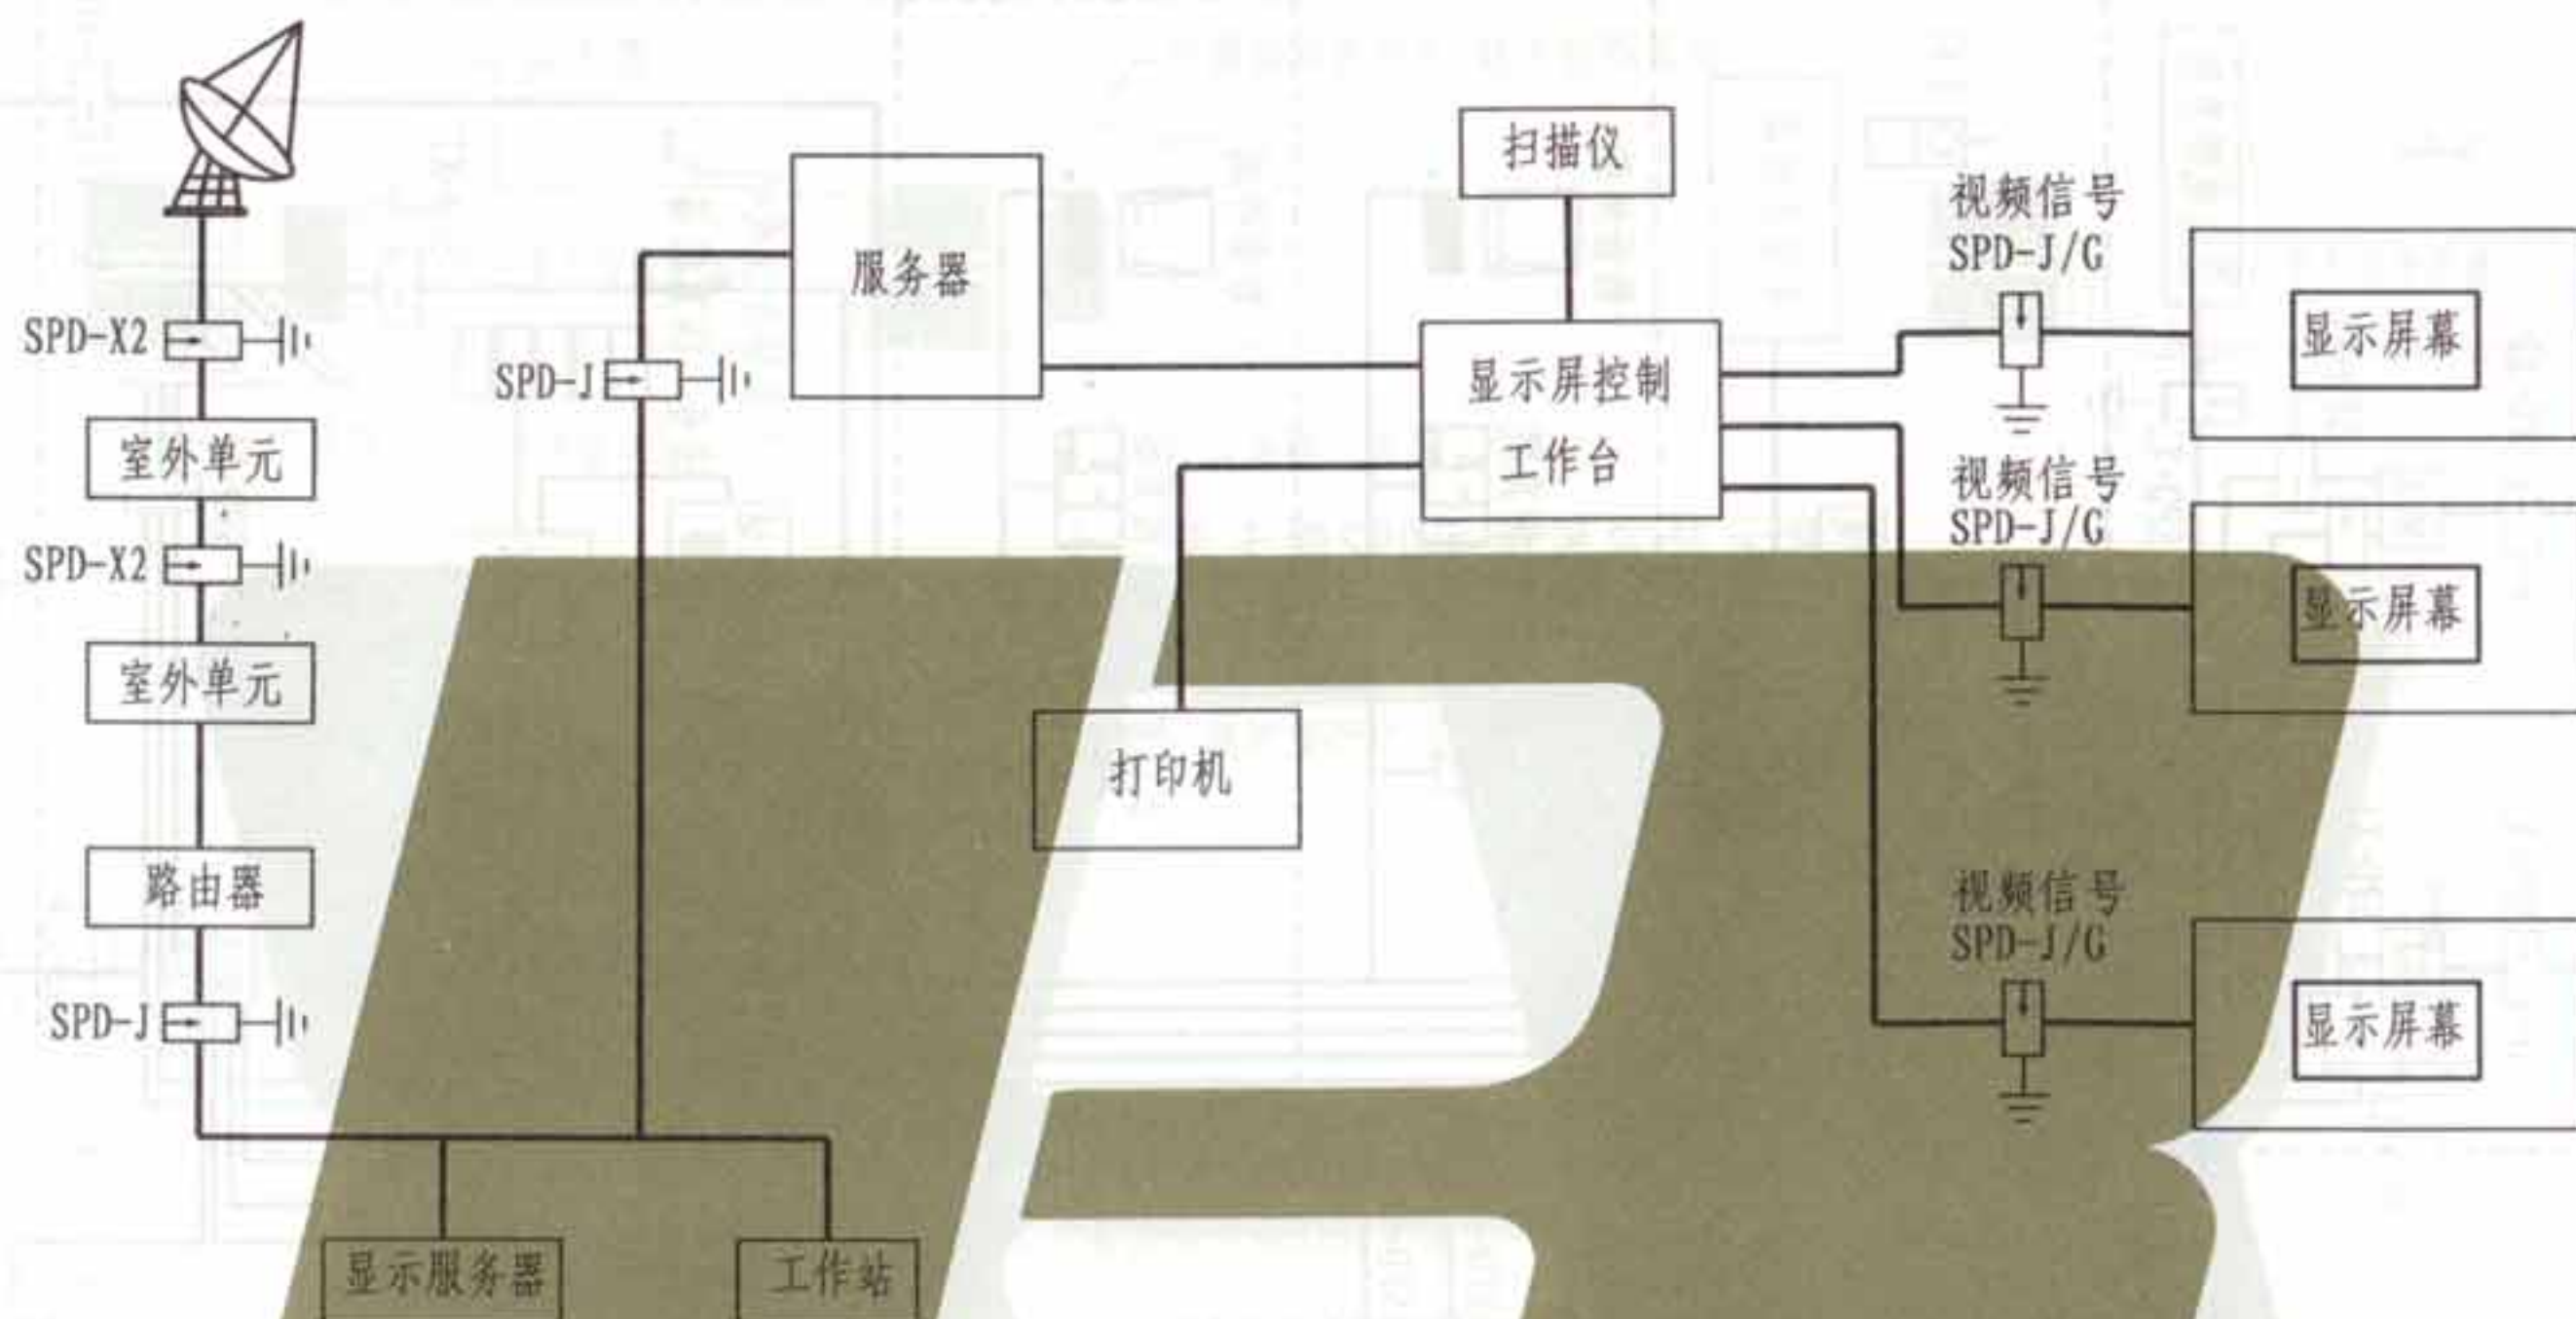 扫描仪
视频信号
SPD-J/G
服务器
SPD-X2
显示屏幕
SPD-J
显示屏控制
工作台
室外单元
视频信号
SPD-J/G
SPD-X2
显示屏幕
室外单元
打印机
路由器
视频信号
SPD-J/G
SPD-J
显示屏幕
显示服务器
工作站